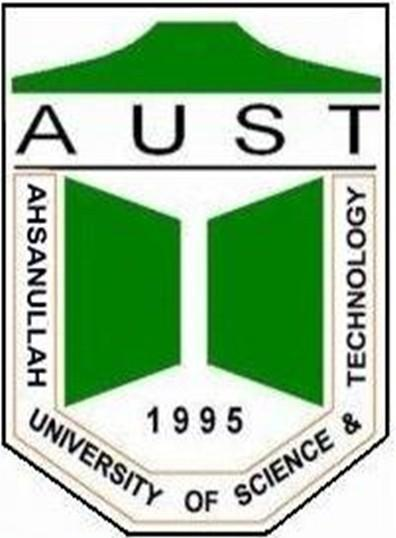 AUST
AHSANULLAH
UNIVERSITY OF SCIENCE &
TECHNOLOGY
1995